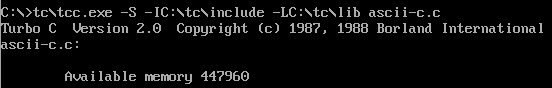 C:\>tc\tcc.exe -S -IC:\tc\include -LC:\tc\lib ascii-c.c
Turbo C  Version 2.0  Copyright (c) 1987, 1988 Borland International
ascii-c.c:
Available memory 447960